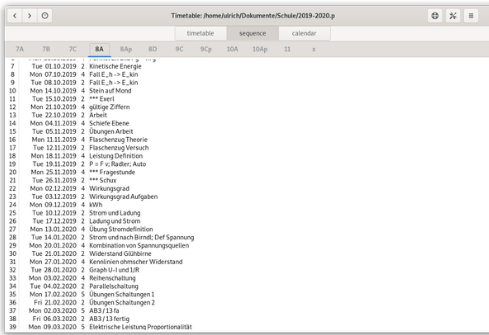 Timetable: /home/ulrich/Dokumente/Schule/2019-2020.p
timetable sequence calendar
7A 7B 7C 8A 8Ap 8D 9C 9Cp 10A 10Ap 11 s
7 Tue 01.10.2019 2 Kinetische Energie
8 Mon 07.10.2019 4 Fall E_h -> E_kin
9 Tue 08.10.2019 2 Fall E_h -> E_kin
10 Mon 14.10.2019 4 Stein auf Mond
11 Tue 15.10.2019 2 *** Exerl
12 Mon 21.10.2019 4 gültige Ziffern
13 Tue 22.10.2019 2 Arbeit
14 Mon 04.11.2019 4 Schiefe Ebene
15 Tue 05.11.2019 2 Übungen Arbeit
16 Mon 11.11.2019 4 Flaschenzug Theorie
17 Tue 12.11.2019 2 Flaschenzug Versuch
18 Mon 18.11.2019 4 Leistung Definition
19 Tue 19.11.2019 2 P = F v; Radler; Auto
20 Mon 25.11.2019 4 *** Fragestunde
21 Tue 26.11.2019 2 *** Schux
22 Mon 02.12.2019 4 Wirkungsgrad
23 Tue 03.12.2019 2 Wirkungsgrad Aufgaben
24 Mon 09.12.2019 4 kWh
25 Tue 10.12.2019 2 Strom und Ladung
26 Tue 17.12.2019 2 Ladung und Strom
27 Mon 13.01.2020 4 Übung Stromdefinition
28 Tue 14.01.2020 2 Strom und nach Birndl; Def Spannung
29 Mon 20.01.2020 4 Kombination von Spannungsquellen
30 Tue 21.01.2020 2 Widerstand Glühbirne
31 Mon 27.01.2020 4 Kennlinien ohmscher Widerstand
32 Tue 28.01.2020 2 Graph U-I und 1/R
33 Mon 03.02.2020 4 Reihenschaltung
34 Tue 04.02.2020 2 Parallelschaltung
35 Mon 17.02.2020 5 Übungen Schaltungen 1
36 Fri 21.02.2020 2 Übungen Schaltungen 2
37 Mon 02.03.2020 5 AB3 / 13 fa
38 Fri 06.03.2020 2 AB3 / 13 fertig
39 Mon 09.03.2020 5 Elektrische Leistung Proportionalität